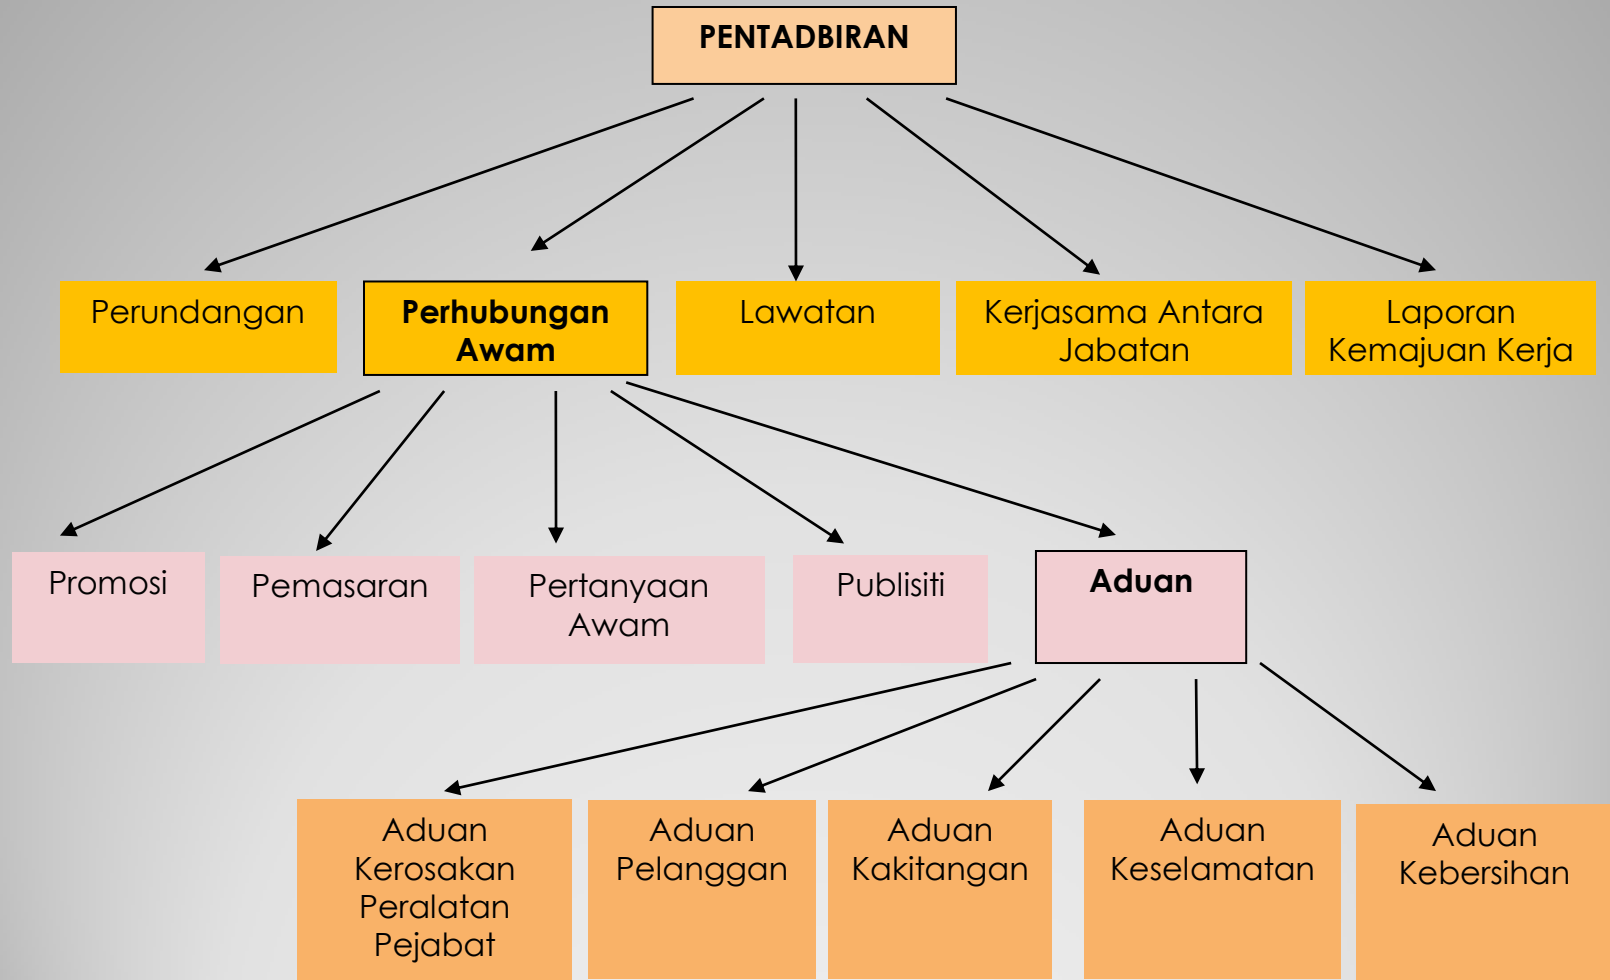 PENTADBIRAN
Perundangan
Perhubungan
Awam
Lawatan
Kerjasama Antara
Jabatan
Laporan
Kemajuan Kerja
Promosi
Pemasaran
Pertanyaan
Awam
Publisiti
Aduan
Aduan
Kerosakan
Peralatan
Pejabat
Aduan
Pelanggan
Aduan
Kakitangan
Aduan
Keselamatan
Aduan
Kebersihan